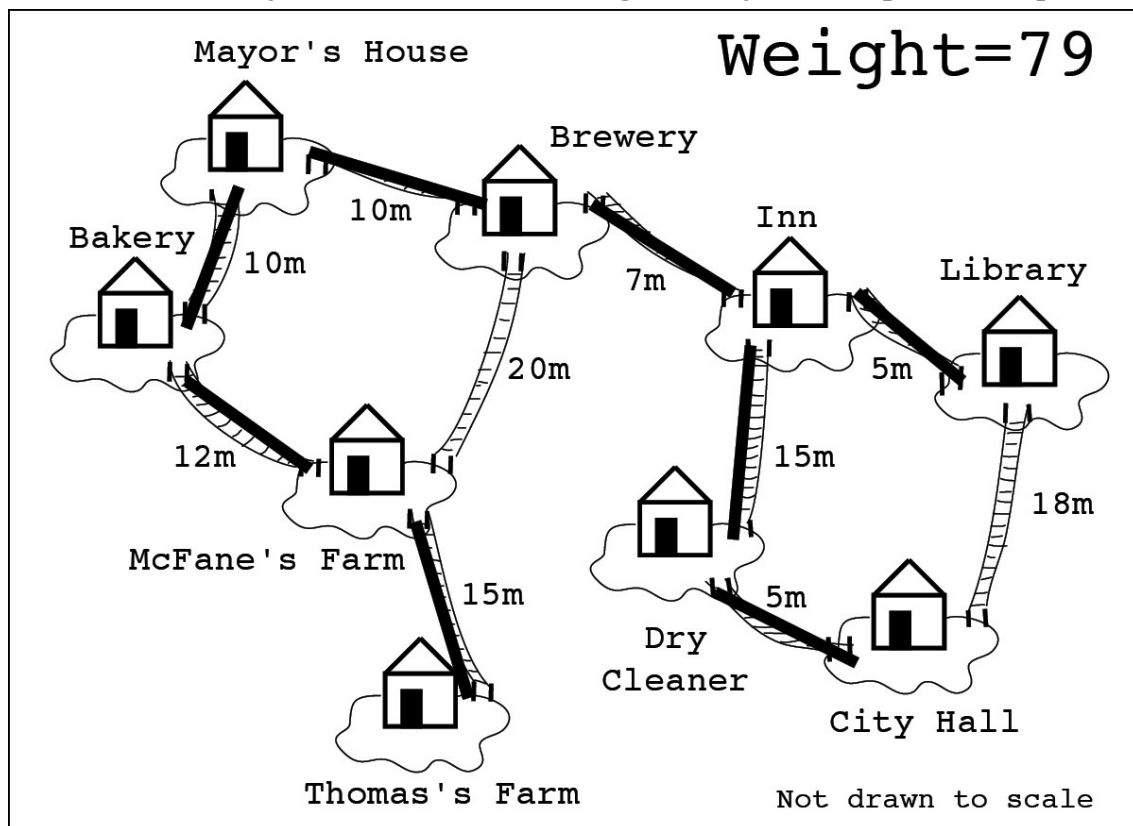 Mayor's House
Weight=79
Brewery
10m
Inn
Bakery
10m
7m
Library
20m
5m
12m
15m
18m
McFane's Farm
15m
5m
Dry
Cleaner
City Hall
Thomas's Farm
Not drawn to scale